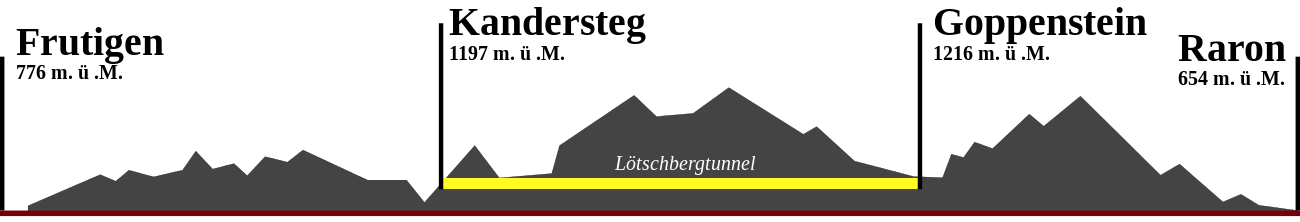 Frutigen
776 m. ü .M.
Kandersteg
1197 m. ü .M.
Goppenstein
1216 m. ü .M.
Raron
654 m. ü .M.
Lötschbergtunnel